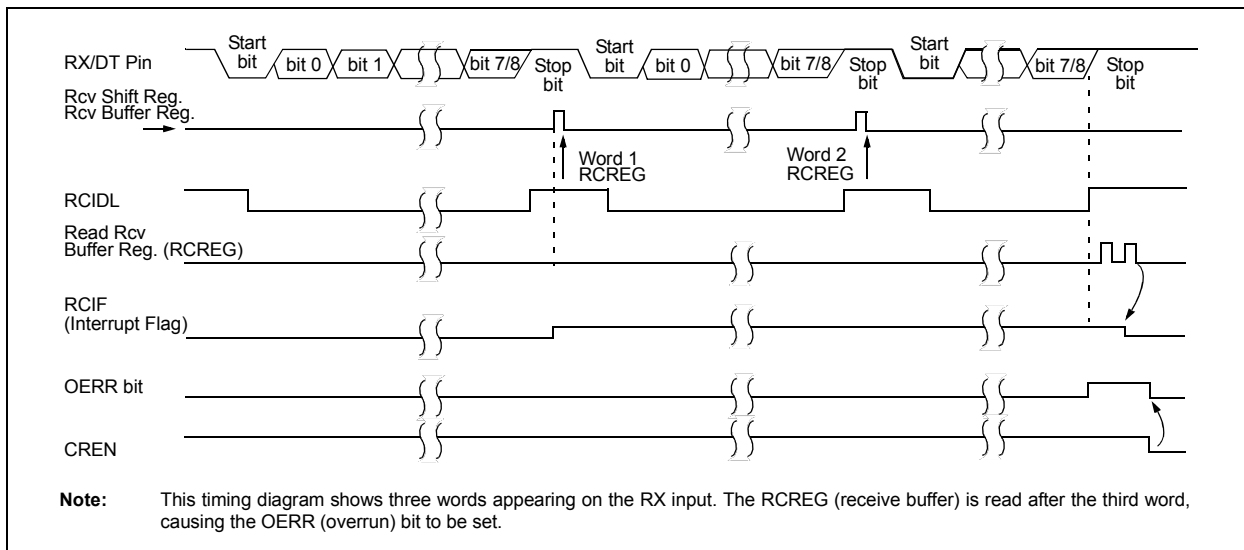 RX/DT Pin
Start bit
bit 0
bit 1
bit 7/8
Stop bit
Start bit
bit 0
bit 7/8
Stop bit
Start bit
bit 7/8
Stop bit
Rcv Shift Reg.
Rcv Buffer Reg.
Word 1
RCREG
Word 2
RCREG
RCIDL
Read Rcv
Buffer Reg. (RCREG)
RCIF
(Interrupt Flag)
OERR bit
CREN
Note: This timing diagram shows three words appearing on the RX input. The RCREG (receive buffer) is read after the third word,
causing the OERR (overrun) bit to be set.